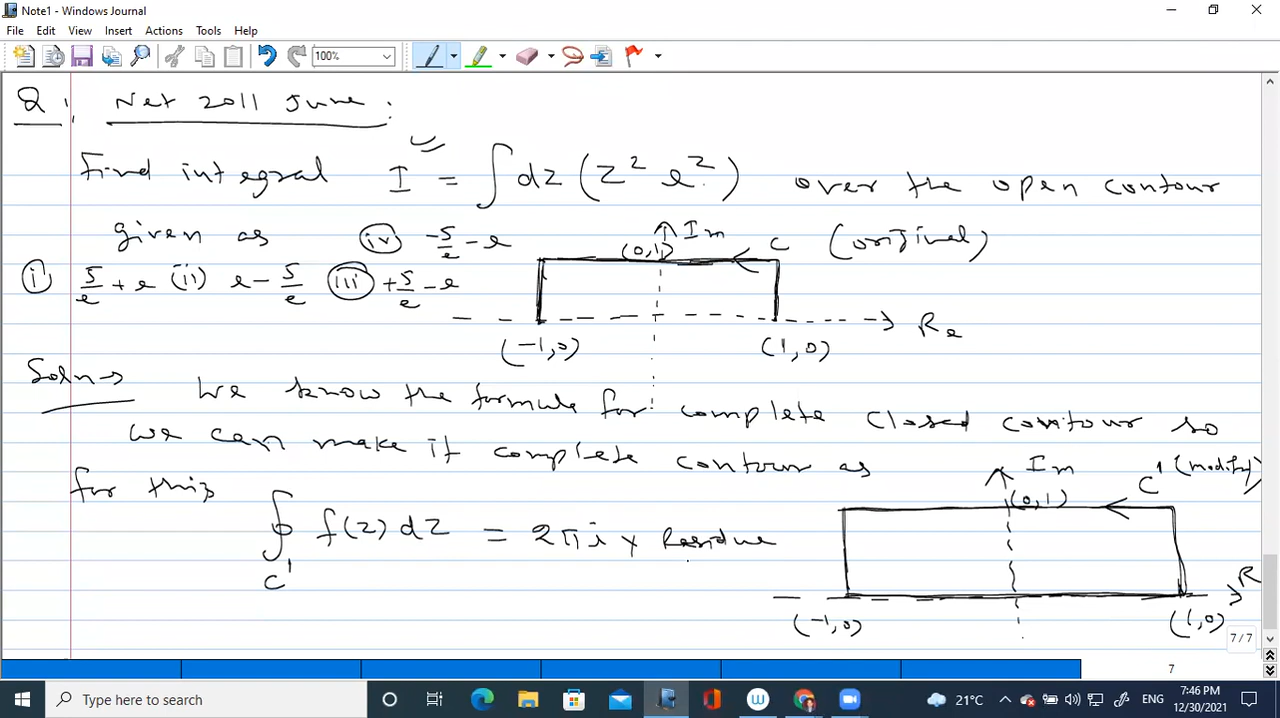 Note1 - Windows Journal
File Edit View Insert Actions Tools Help
100%
Q: Net 2011 June:
Find integral I = ∫ dz (z² e^z) over the open contour
given as (iv) -5/e - e (0,1) Im C (original)
(i) 5/e + e (ii) e - 5/e (iii) +5/e - e
Re
(-1,0) (1,0)
Soln→ We know the formula for complete closed contour so
we can make it complete contour as
for this Im C' (modify)
(0,1)
∮ f(z) dz = 2πi x Residue
C'
R
(-1,0) (1,0)
7 / 7
7
Type here to search
21°C
ENG
7:46 PM
12/30/2021